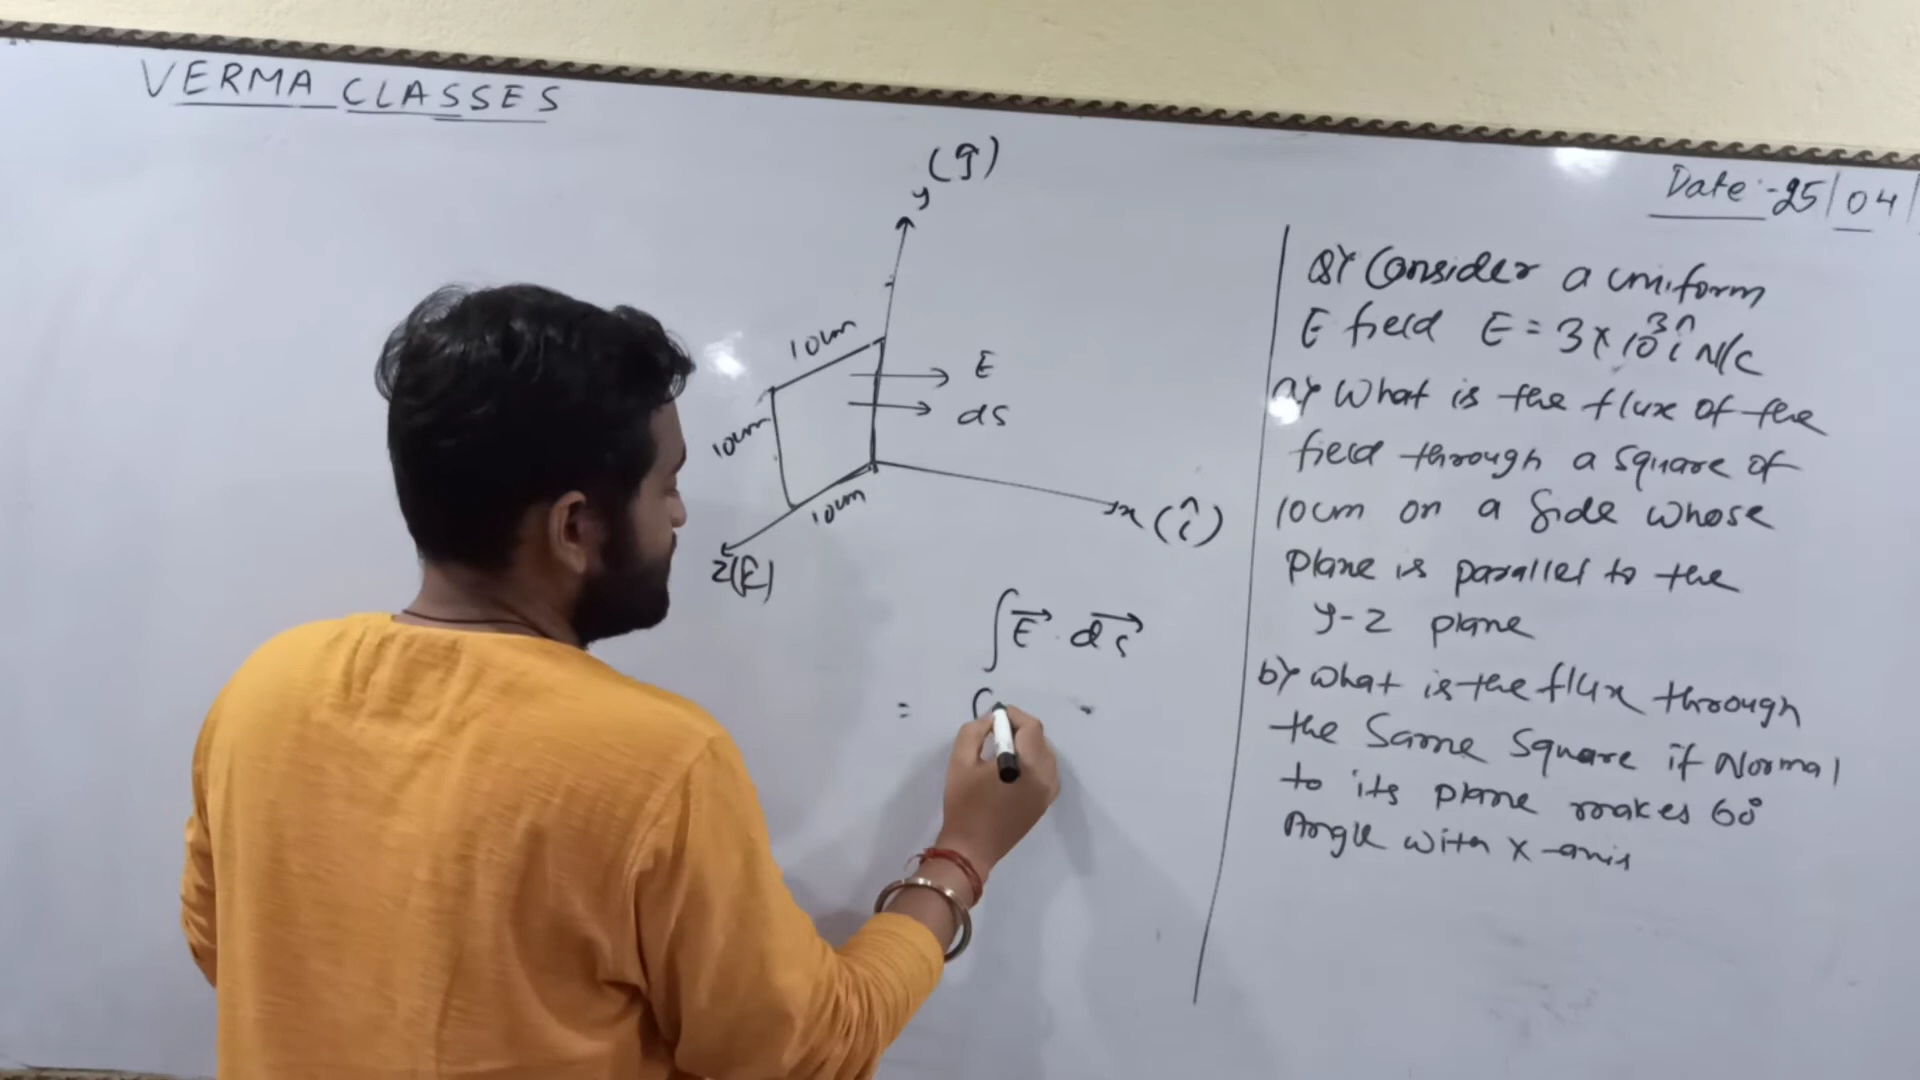 VERMA CLASSES
Date:-25/04/
(ĵ)
y
10cm
E
10cm
dS
10cm
x (î)
z(k̂)
∫E⃗. dS⃗
=
Q) Consider a uniform
E field E = 3x10³î N/C
a) What is the flux of the
field through a square of
10cm on a side whose
plane is parallel to the
y-z plane
b) What is the flux through
the same square if Normal
to its plane makes 60°
Angle with x-axis